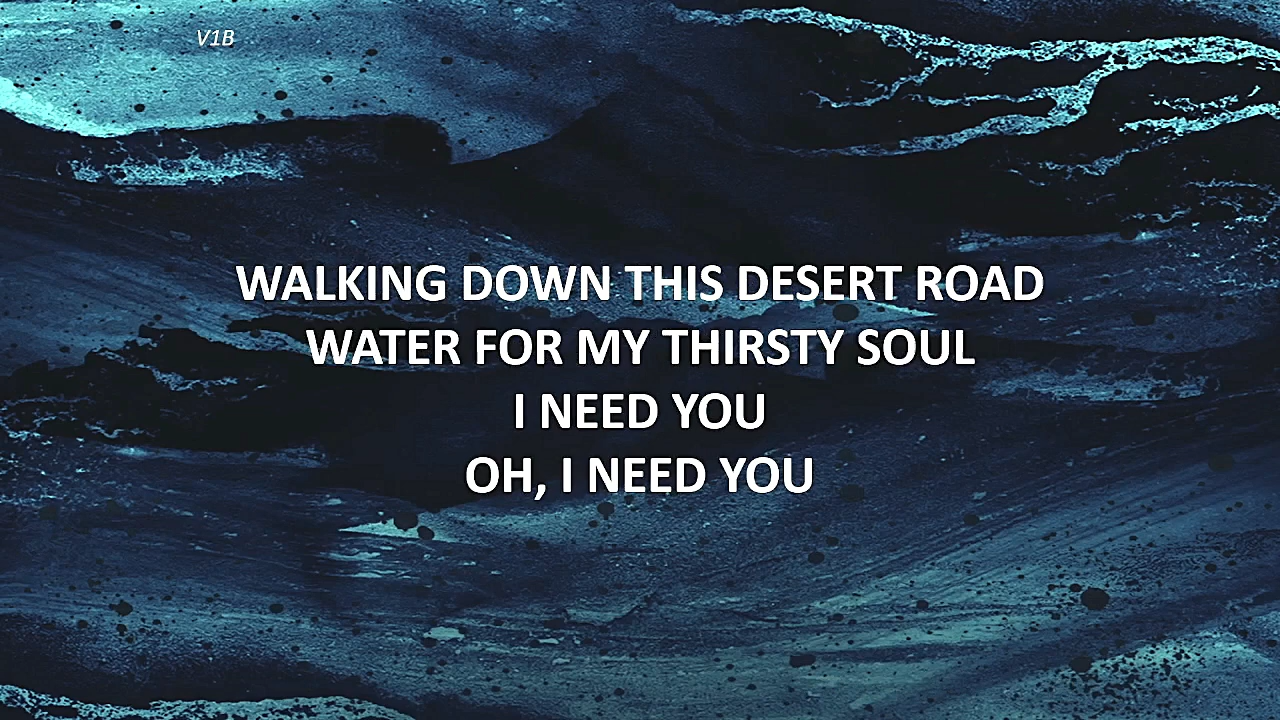 V1B
WALKING DOWN THIS DESERT ROAD
WATER FOR MY THIRSTY SOUL
I NEED YOU
OH, I NEED YOU